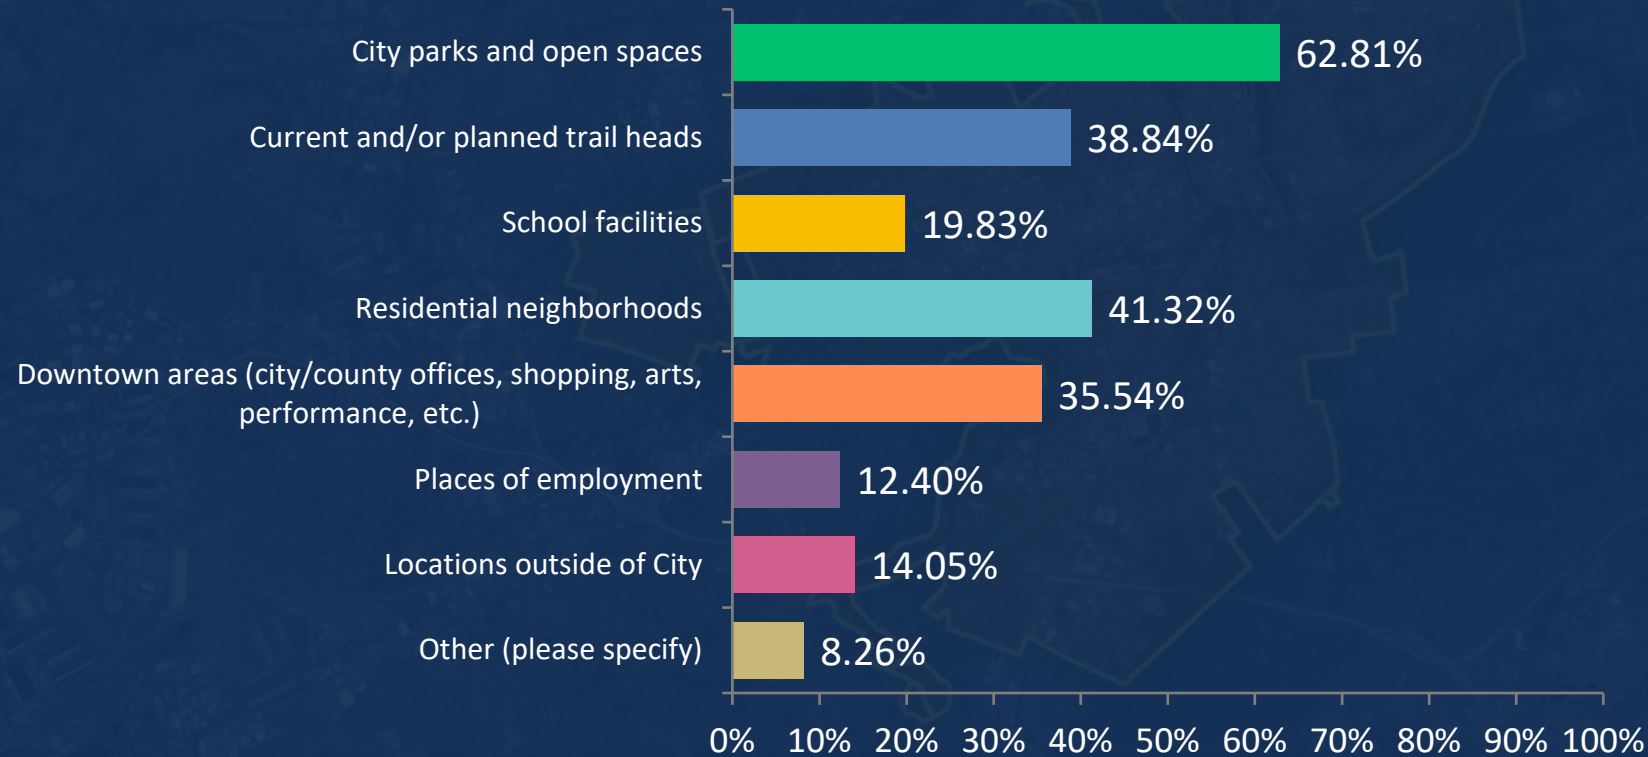 City parks and open spaces
62.81%
Current and/or planned trail heads
38.84%
School facilities
19.83%
Residential neighborhoods
41.32%
Downtown areas (city/county offices, shopping, arts,
performance, etc.)
35.54%
Places of employment
12.40%
Locations outside of City
14.05%
Other (please specify)
8.26%
0% 10% 20% 30% 40% 50% 60% 70% 80% 90% 100%